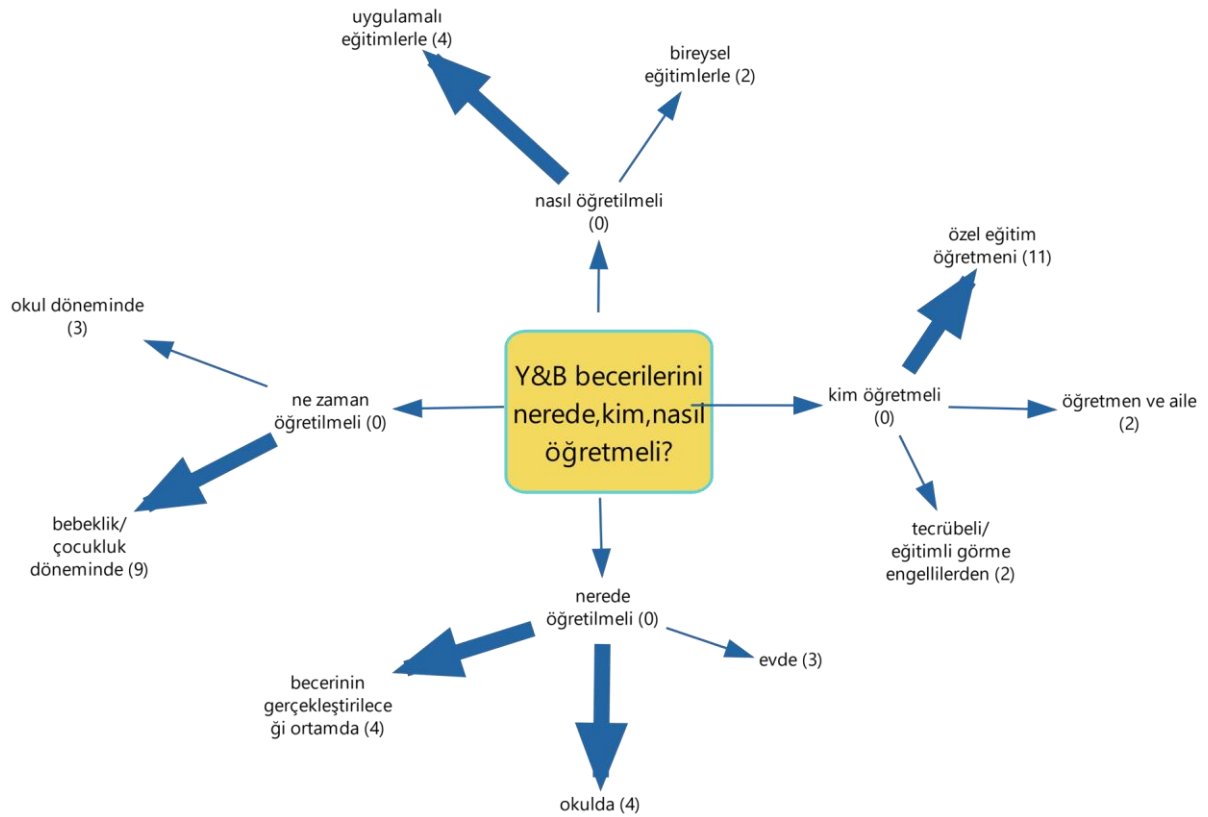 uygulamalı
eğitimlerle (4)
bireysel
eğitimlerle (2)
nasıl öğretilmeli
(0)
özel eğitim
öğretmeni (11)
okul döneminde
(3)
Y&B becerilerini
nerede,kim,nasıl
öğretmeli?
ne zaman
öğretilmeli (0)
kim öğretmeli
(0)
öğretmen ve aile
(2)
bebeklik/
çocukluk
döneminde (9)
tecrübeli/
eğitimli görme
engellilerden (2)
nerede
öğretilmeli (0)
evde (3)
becerinin
gerçekleştirilece
ği ortamda (4)
okulda (4)